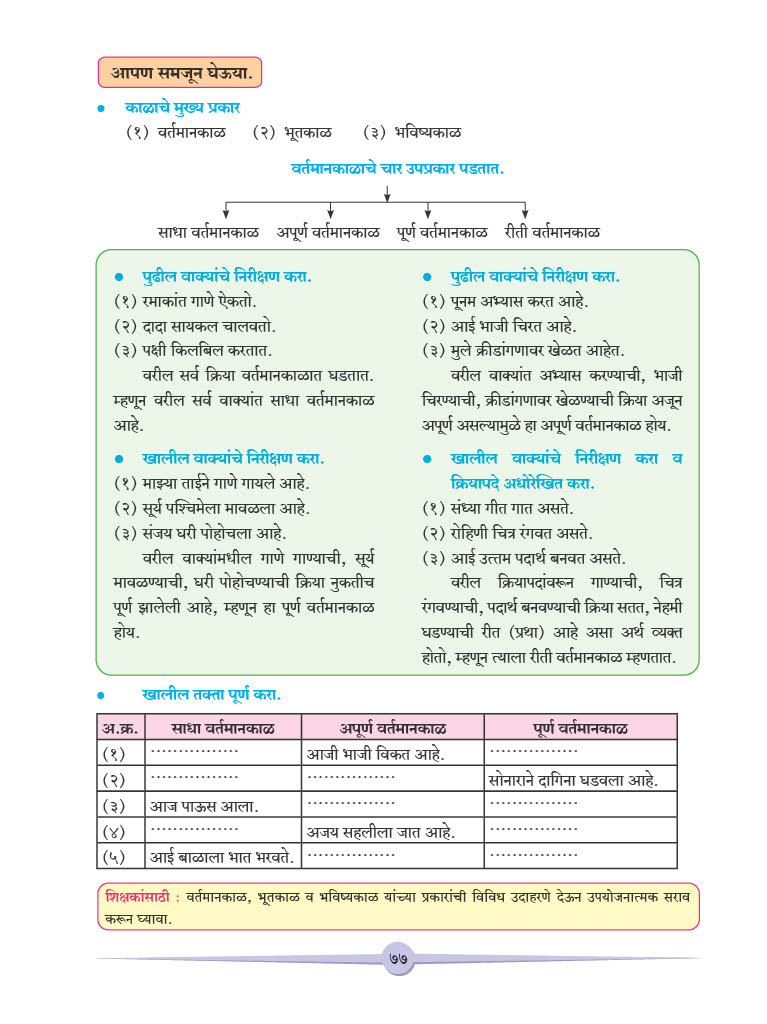 आपण समजून घेऊया.
• काळाचे मुख्य प्रकार
(१) वर्तमानकाळ (२) भूतकाळ (३) भविष्यकाळ
वर्तमानकाळाचे चार उपप्रकार पडतात.
साधा वर्तमानकाळ अपूर्ण वर्तमानकाळ पूर्ण वर्तमानकाळ रीती वर्तमानकाळ
• पुढील वाक्यांचे निरीक्षण करा.
(१) रमाकांत गाणे ऐकतो.
(२) दादा सायकल चालवतो.
(३) पक्षी किलबिल करतात.
वरील सर्व क्रिया वर्तमानकाळात घडतात.
म्हणून वरील सर्व वाक्यांत साधा वर्तमानकाळ
आहे.
• खालील वाक्यांचे निरीक्षण करा.
(१) माझ्या ताईने गाणे गायले आहे.
(२) सूर्य पश्चिमेला मावळला आहे.
(३) संजय घरी पोहोचला आहे.
वरील वाक्यांमधील गाणे गाण्याची, सूर्य
मावळण्याची, घरी पोहोचण्याची क्रिया नुकतीच
पूर्ण झालेली आहे, म्हणून हा पूर्ण वर्तमानकाळ
होय.
• पुढील वाक्यांचे निरीक्षण करा.
(१) पूनम अभ्यास करत आहे.
(२) आई भाजी चिरत आहे.
(३) मुले क्रीडांगणावर खेळत आहेत.
वरील वाक्यांत अभ्यास करण्याची, भाजी
चिरण्याची, क्रीडांगणावर खेळण्याची क्रिया अजून
अपूर्ण असल्यामुळे हा अपूर्ण वर्तमानकाळ होय.
• खालील वाक्यांचे निरीक्षण करा व
क्रियापदे अधोरेखित करा.
(१) संध्या गीत गात असते.
(२) रोहिणी चित्र रंगवत असते.
(३) आई उत्तम पदार्थ बनवत असते.
वरील क्रियापदांवरून गाण्याची, चित्र
रंगवण्याची, पदार्थ बनवण्याची क्रिया सतत, नेहमी
घडण्याची रीत (प्रथा) आहे असा अर्थ व्यक्त
होतो, म्हणून त्याला रीती वर्तमानकाळ म्हणतात.
• खालील तक्ता पूर्ण करा.
अ.क्र. साधा वर्तमानकाळ अपूर्ण वर्तमानकाळ पूर्ण वर्तमानकाळ
(१) ................ आजी भाजी विकत आहे. ................
(२) ................ ................ सोनाराने दागिना घडवला आहे.
(३) आज पाऊस आला. ................ ................
(४) ................ अजय सहलीला जात आहे. ................
(५) आई बाळाला भात भरवते. ................ ................
शिक्षकांसाठी : वर्तमानकाळ, भूतकाळ व भविष्यकाळ यांच्या प्रकारांची विविध उदाहरणे देऊन उपयोजनात्मक सराव
करून घ्यावा.
७७